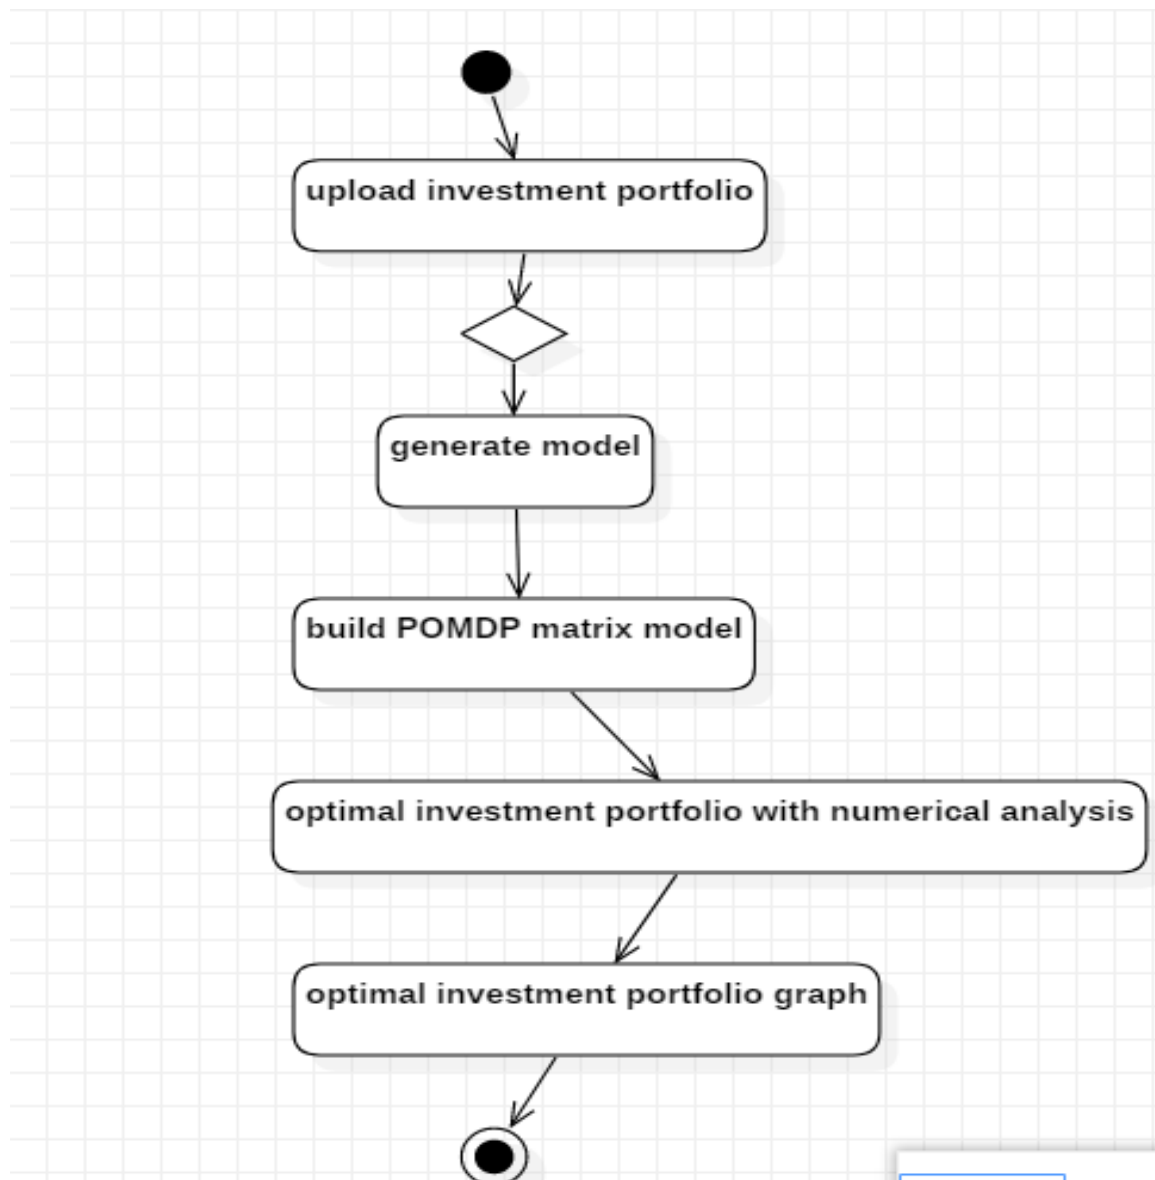 upload investment portfolio
generate model
build POMDP matrix model
optimal investment portfolio with numerical analysis
optimal investment portfolio graph